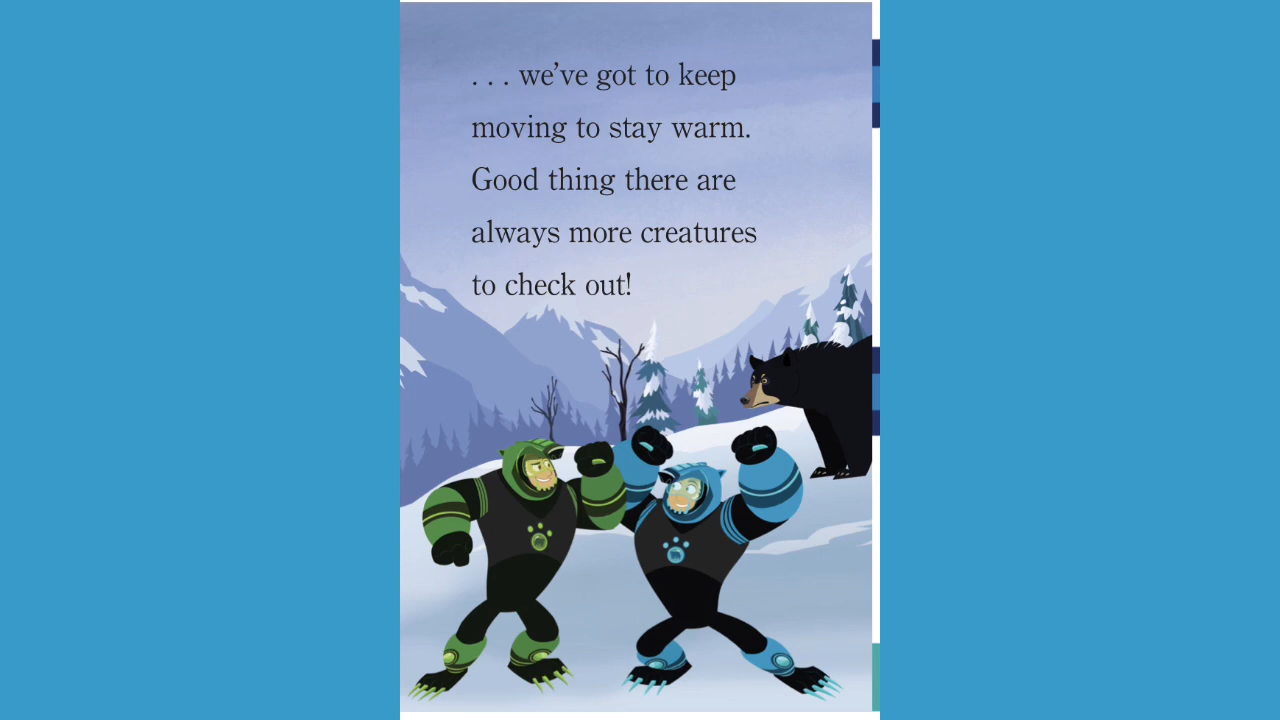 . . . we’ve got to keep
moving to stay warm.
Good thing there are
always more creatures
to check out!